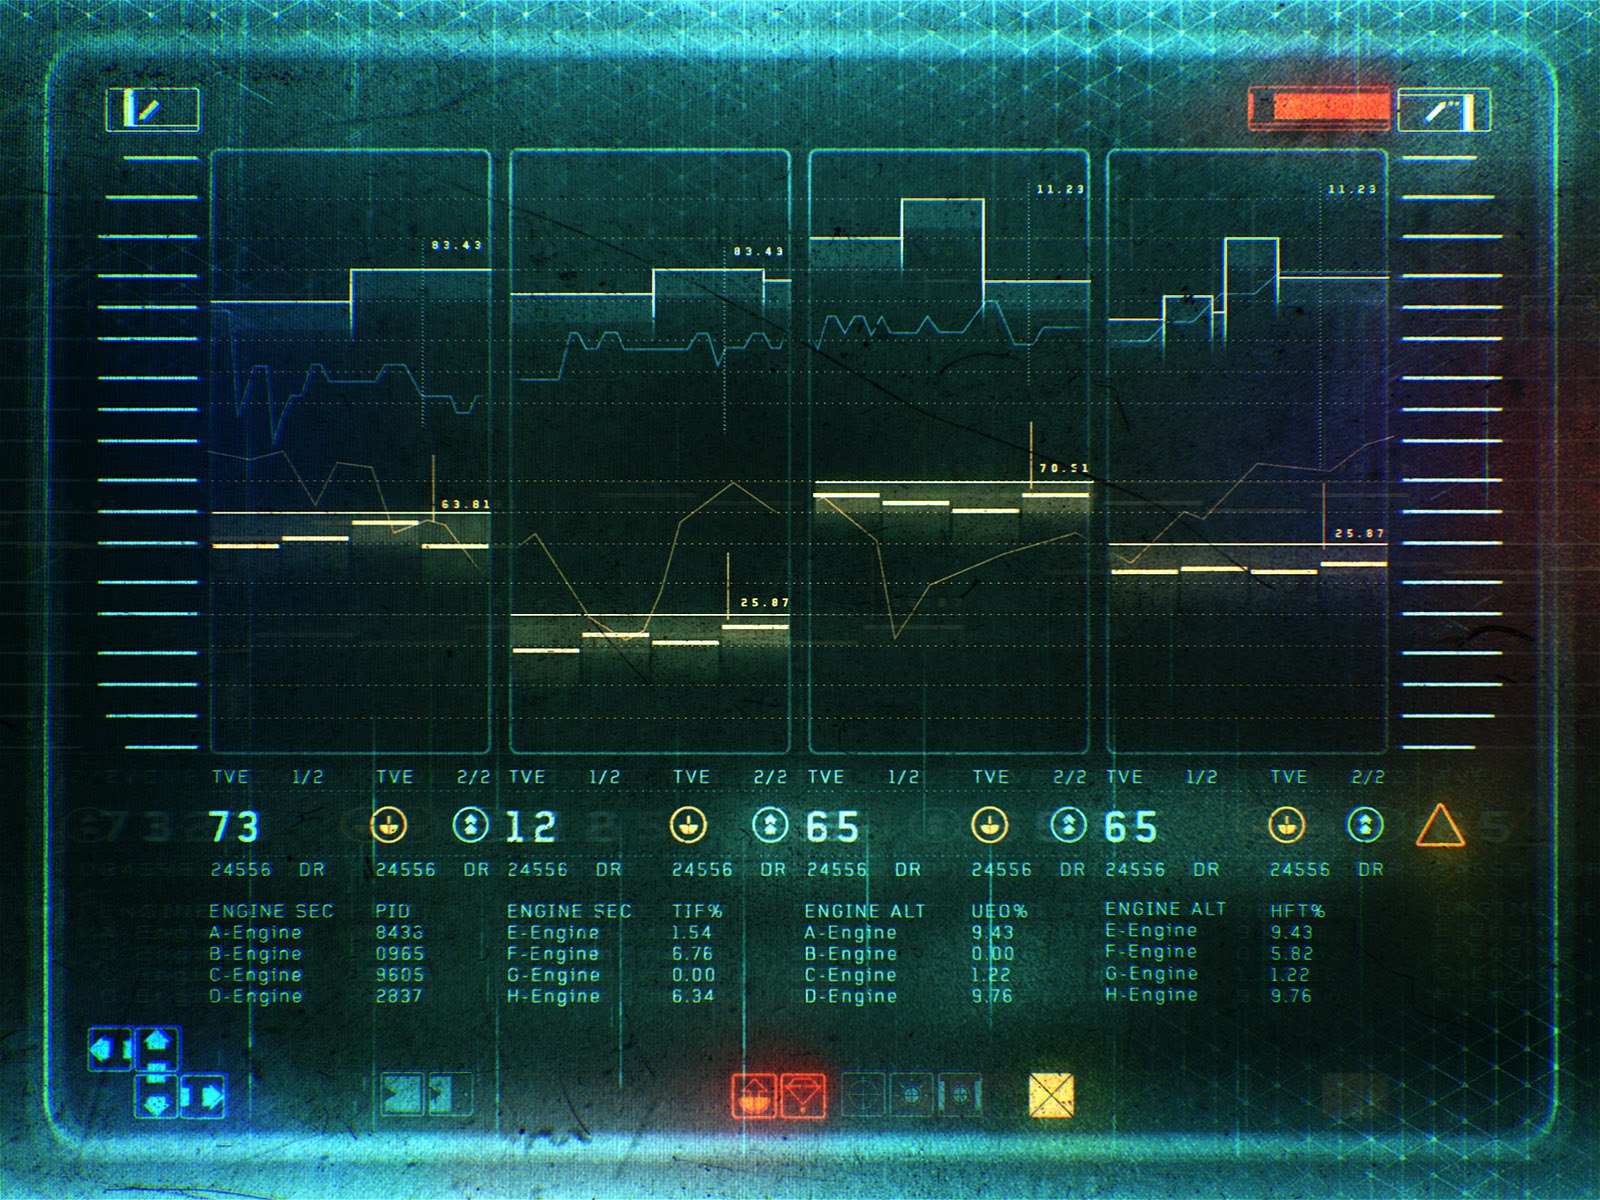 11.23 11.23
83.43 83.43
70.51
63.81
25.87
25.87
TVE 1/2 TVE 2/2 TVE 1/2 TVE 2/2 TVE 1/2 TVE 2/2 TVE 1/2 TVE 2/2
73 12 65 65
24556 DR 24556 DR 24556 DR 24556 DR 24556 DR 24556 DR 24556 DR 24556 DR
ENGINE SEC PID ENGINE SEC TIF% ENGINE ALT UEO% ENGINE ALT HFT%
A-Engine 8433 E-Engine 1.54 A-Engine 9.43 E-Engine 9.43
B-Engine 0965 F-Engine 6.76 B-Engine 0.00 F-Engine 5.82
C-Engine 9605 G-Engine 0.00 C-Engine 1.22 G-Engine 1.22
D-Engine 2837 H-Engine 6.34 D-Engine 9.76 H-Engine 9.76